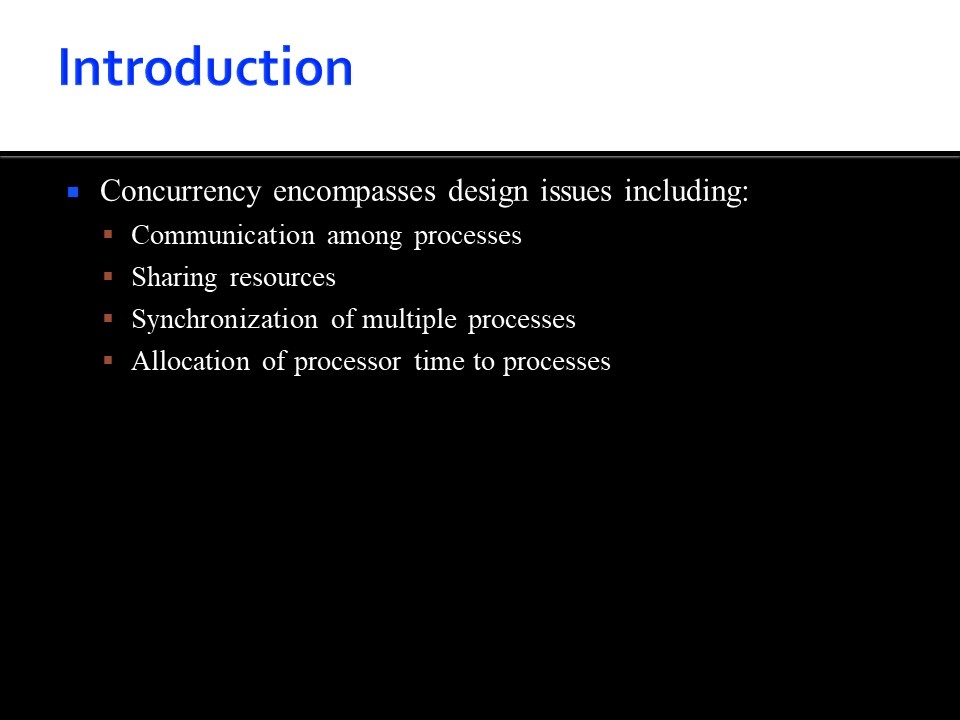 Introduction
Concurrency encompasses design issues including:
Communication among processes
Sharing resources
Synchronization of multiple processes
Allocation of processor time to processes